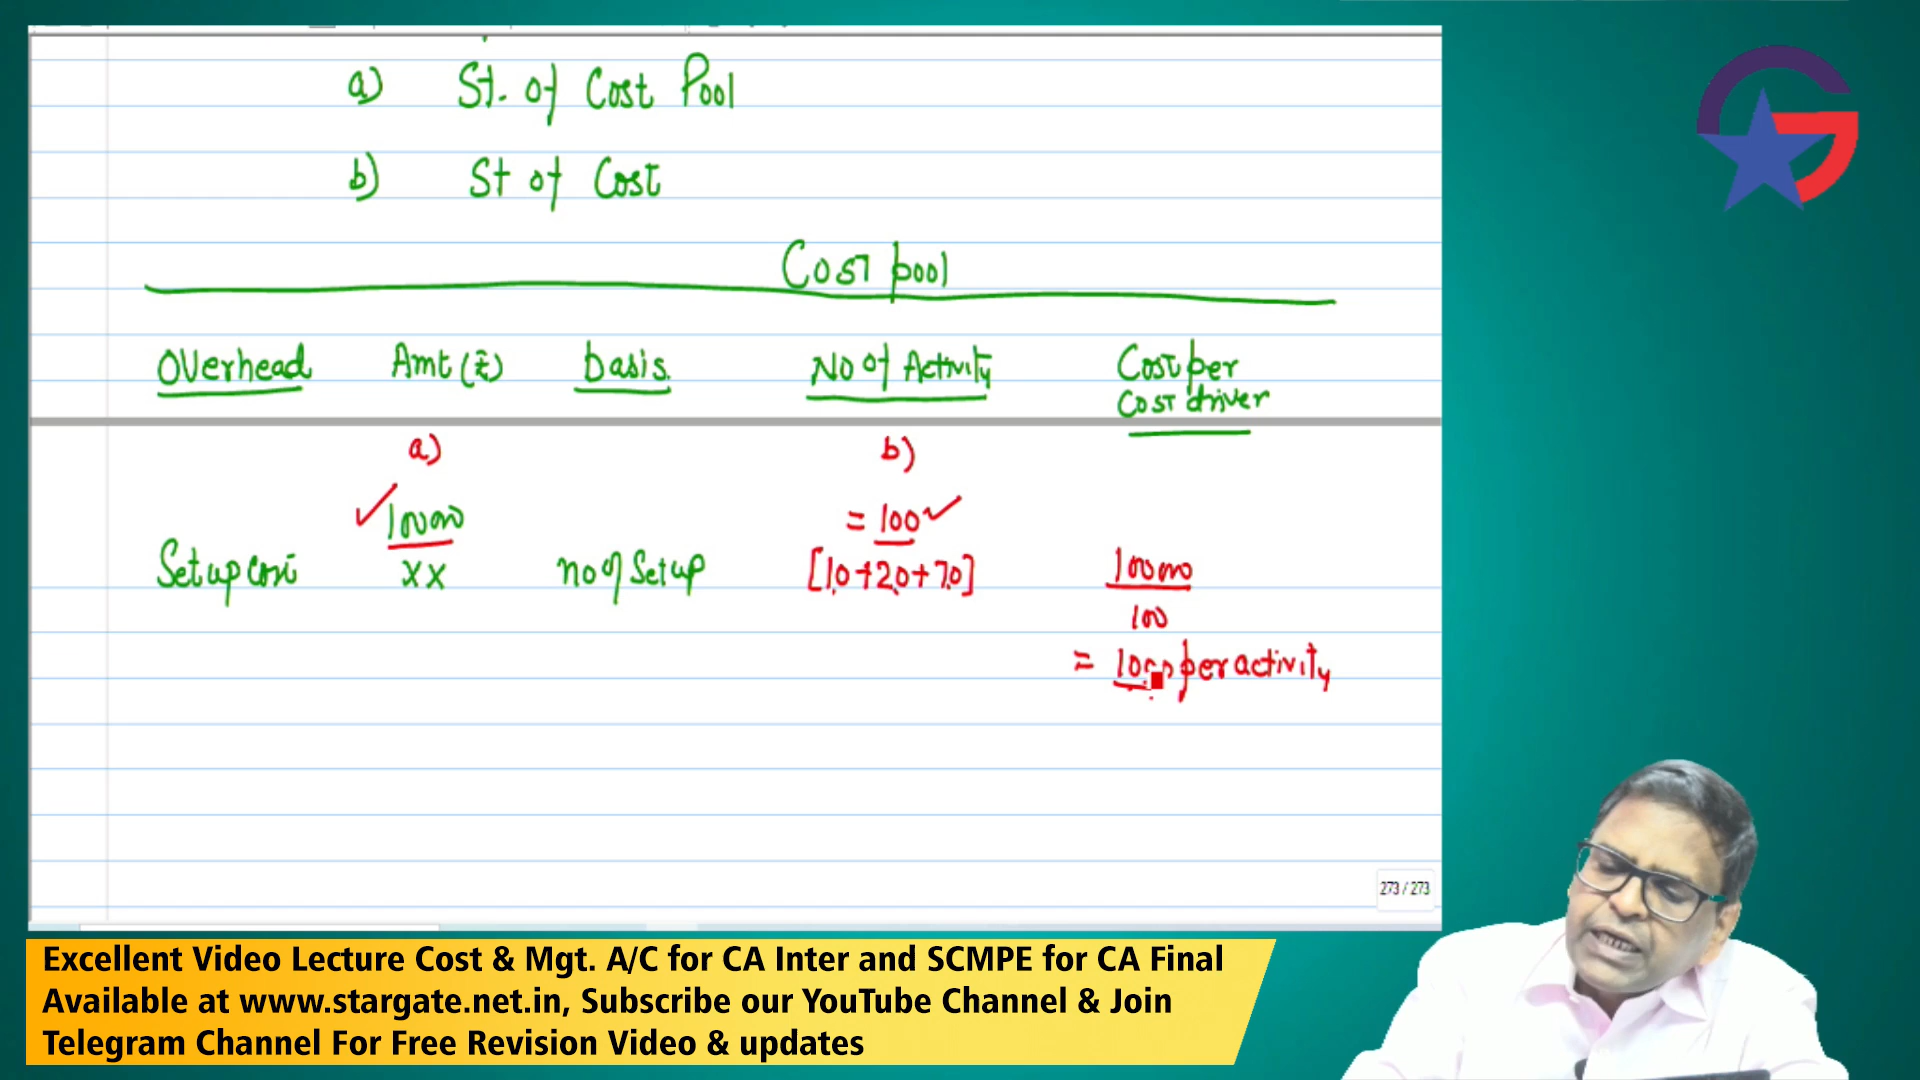 a) St. of Cost Pool
b) St of Cost
Cost pool
Overhead Amt (₹) basis. No of Activity Cost per
Cost driver
a) b)
= 100
Setup Cost XX no of Setup [10+20+70]
100
= per activity
273 / 273
Excellent Video Lecture Cost & Mgt. A/C for CA Inter and SCMPE for CA Final
Available at www.stargate.net.in, Subscribe our YouTube Channel & Join
Telegram Channel For Free Revision Video & updates